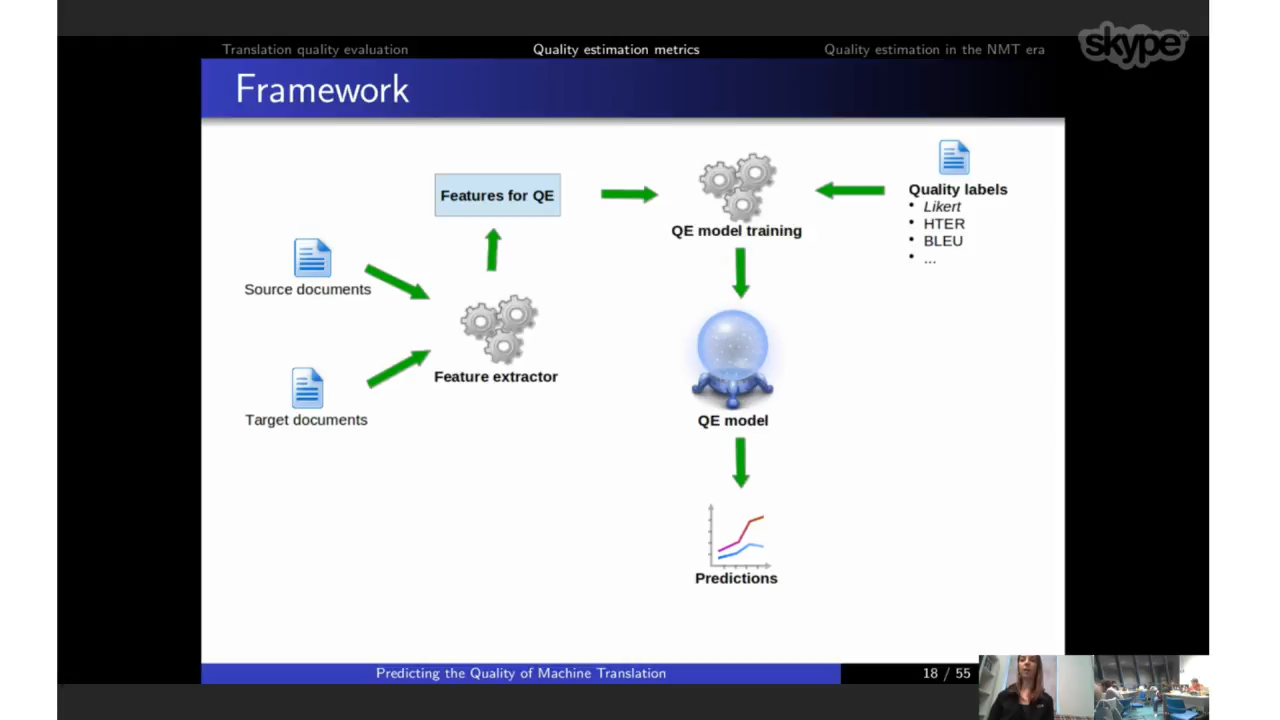 Translation quality evaluation
Quality estimation metrics
Quality estimation in the NMT era
skype
Framework
Features for QE
QE model training
Quality labels
• Likert
• HTER
• BLEU
• ...
Source documents
Feature extractor
Target documents
QE model
Predictions
Predicting the Quality of Machine Translation
18 / 55